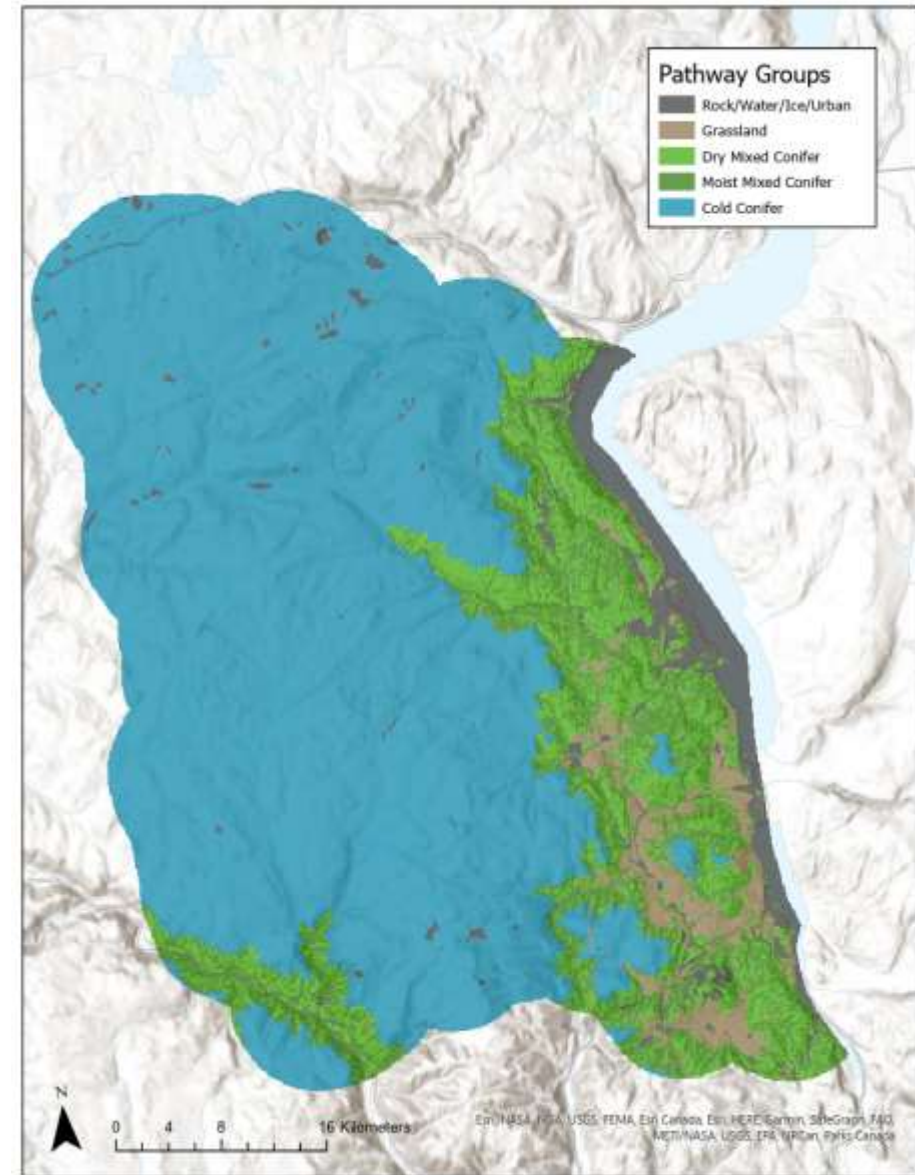 Pathway Groups
Rock/Water/Ice/Urban
Grassland
Dry Mixed Conifer
Moist Mixed Conifer
Cold Conifer
N
0 4 8 16 Kilometers
Esri, NASA, NGA, USGS, FEMA, Esri Canada, Esri, HERE, Garmin, SafeGraph, FAO,
METI/NASA, USGS, EPA, NRCan, Parks Canada